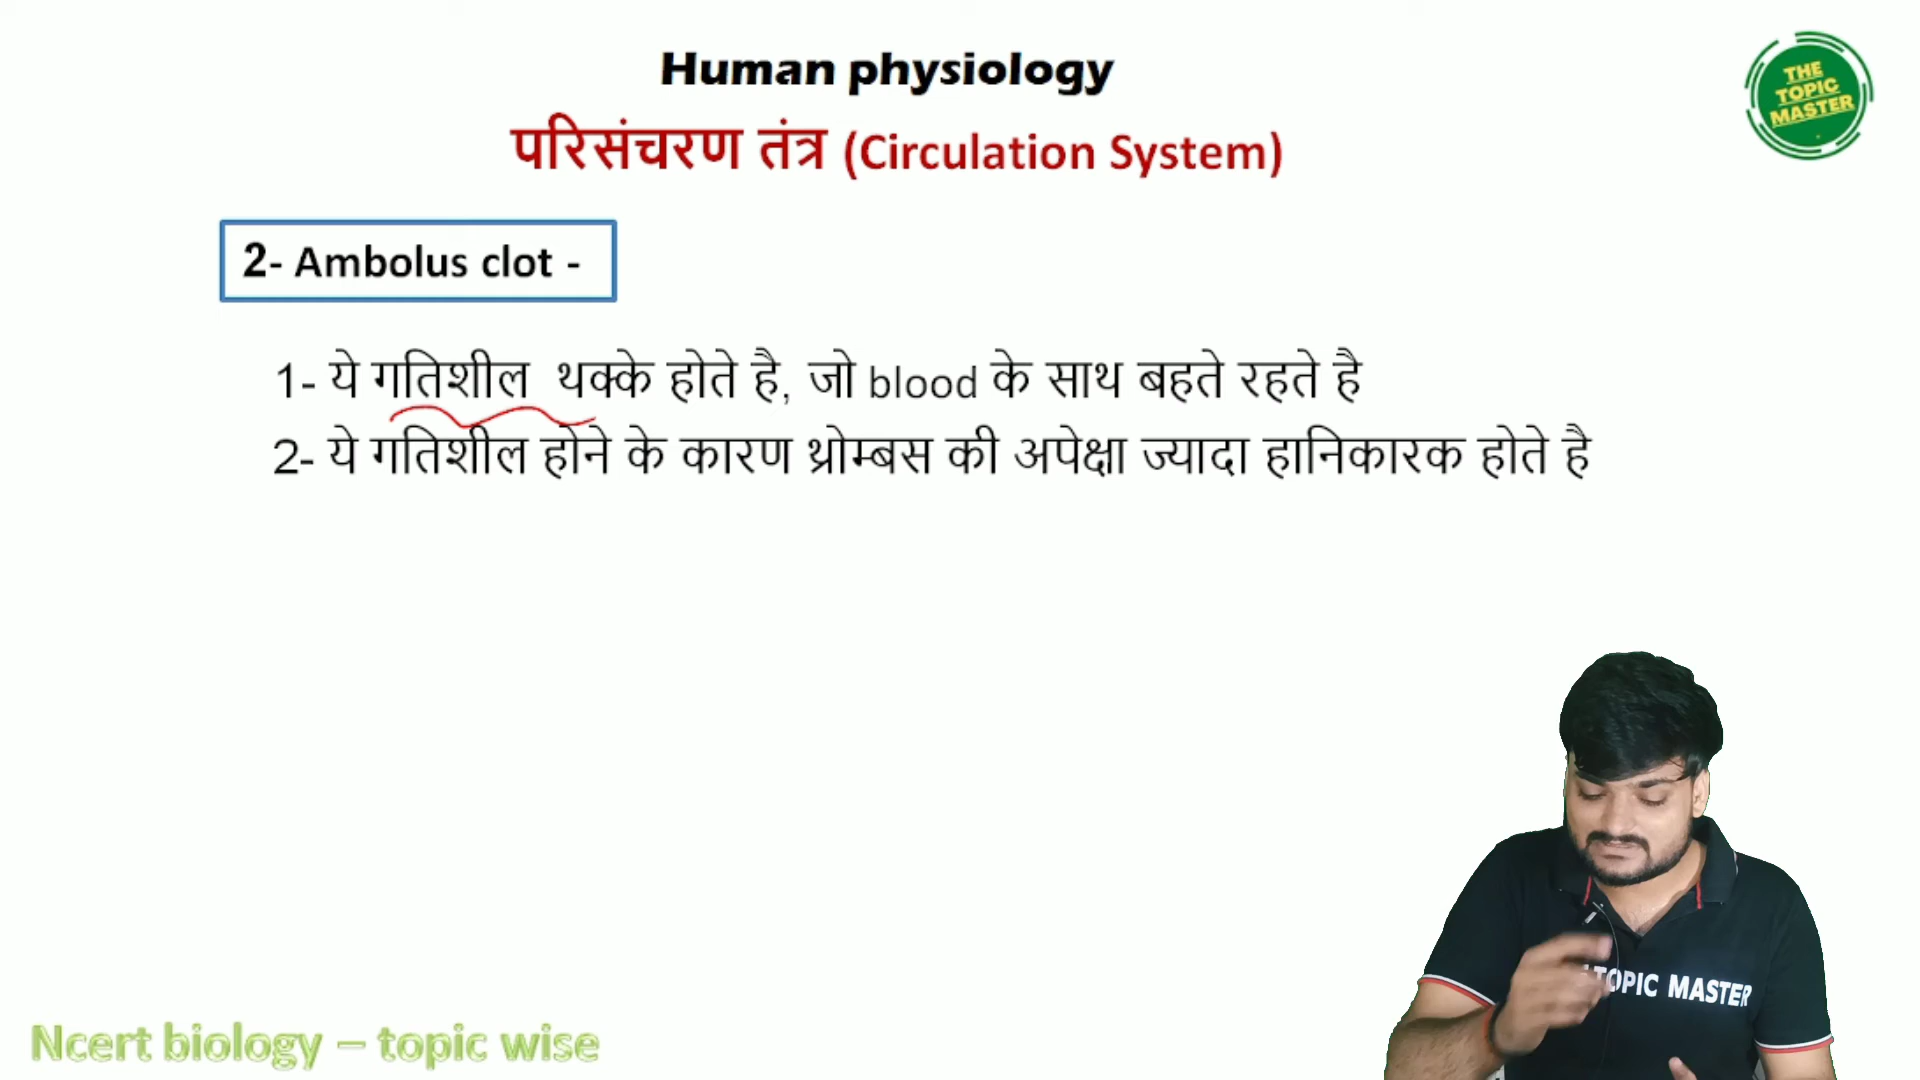 Human physiology
परिसंचरण तंत्र (Circulation System)
THE
TOPIC
MASTER
2- Ambolus clot -
1- ये गतिशील थक्के होते है, जो blood के साथ बहते रहते है
2- ये गतिशील होने के कारण थ्रोम्बस की अपेक्षा ज्यादा हानिकारक होते है
TOPIC MASTER
Ncert biology – topic wise